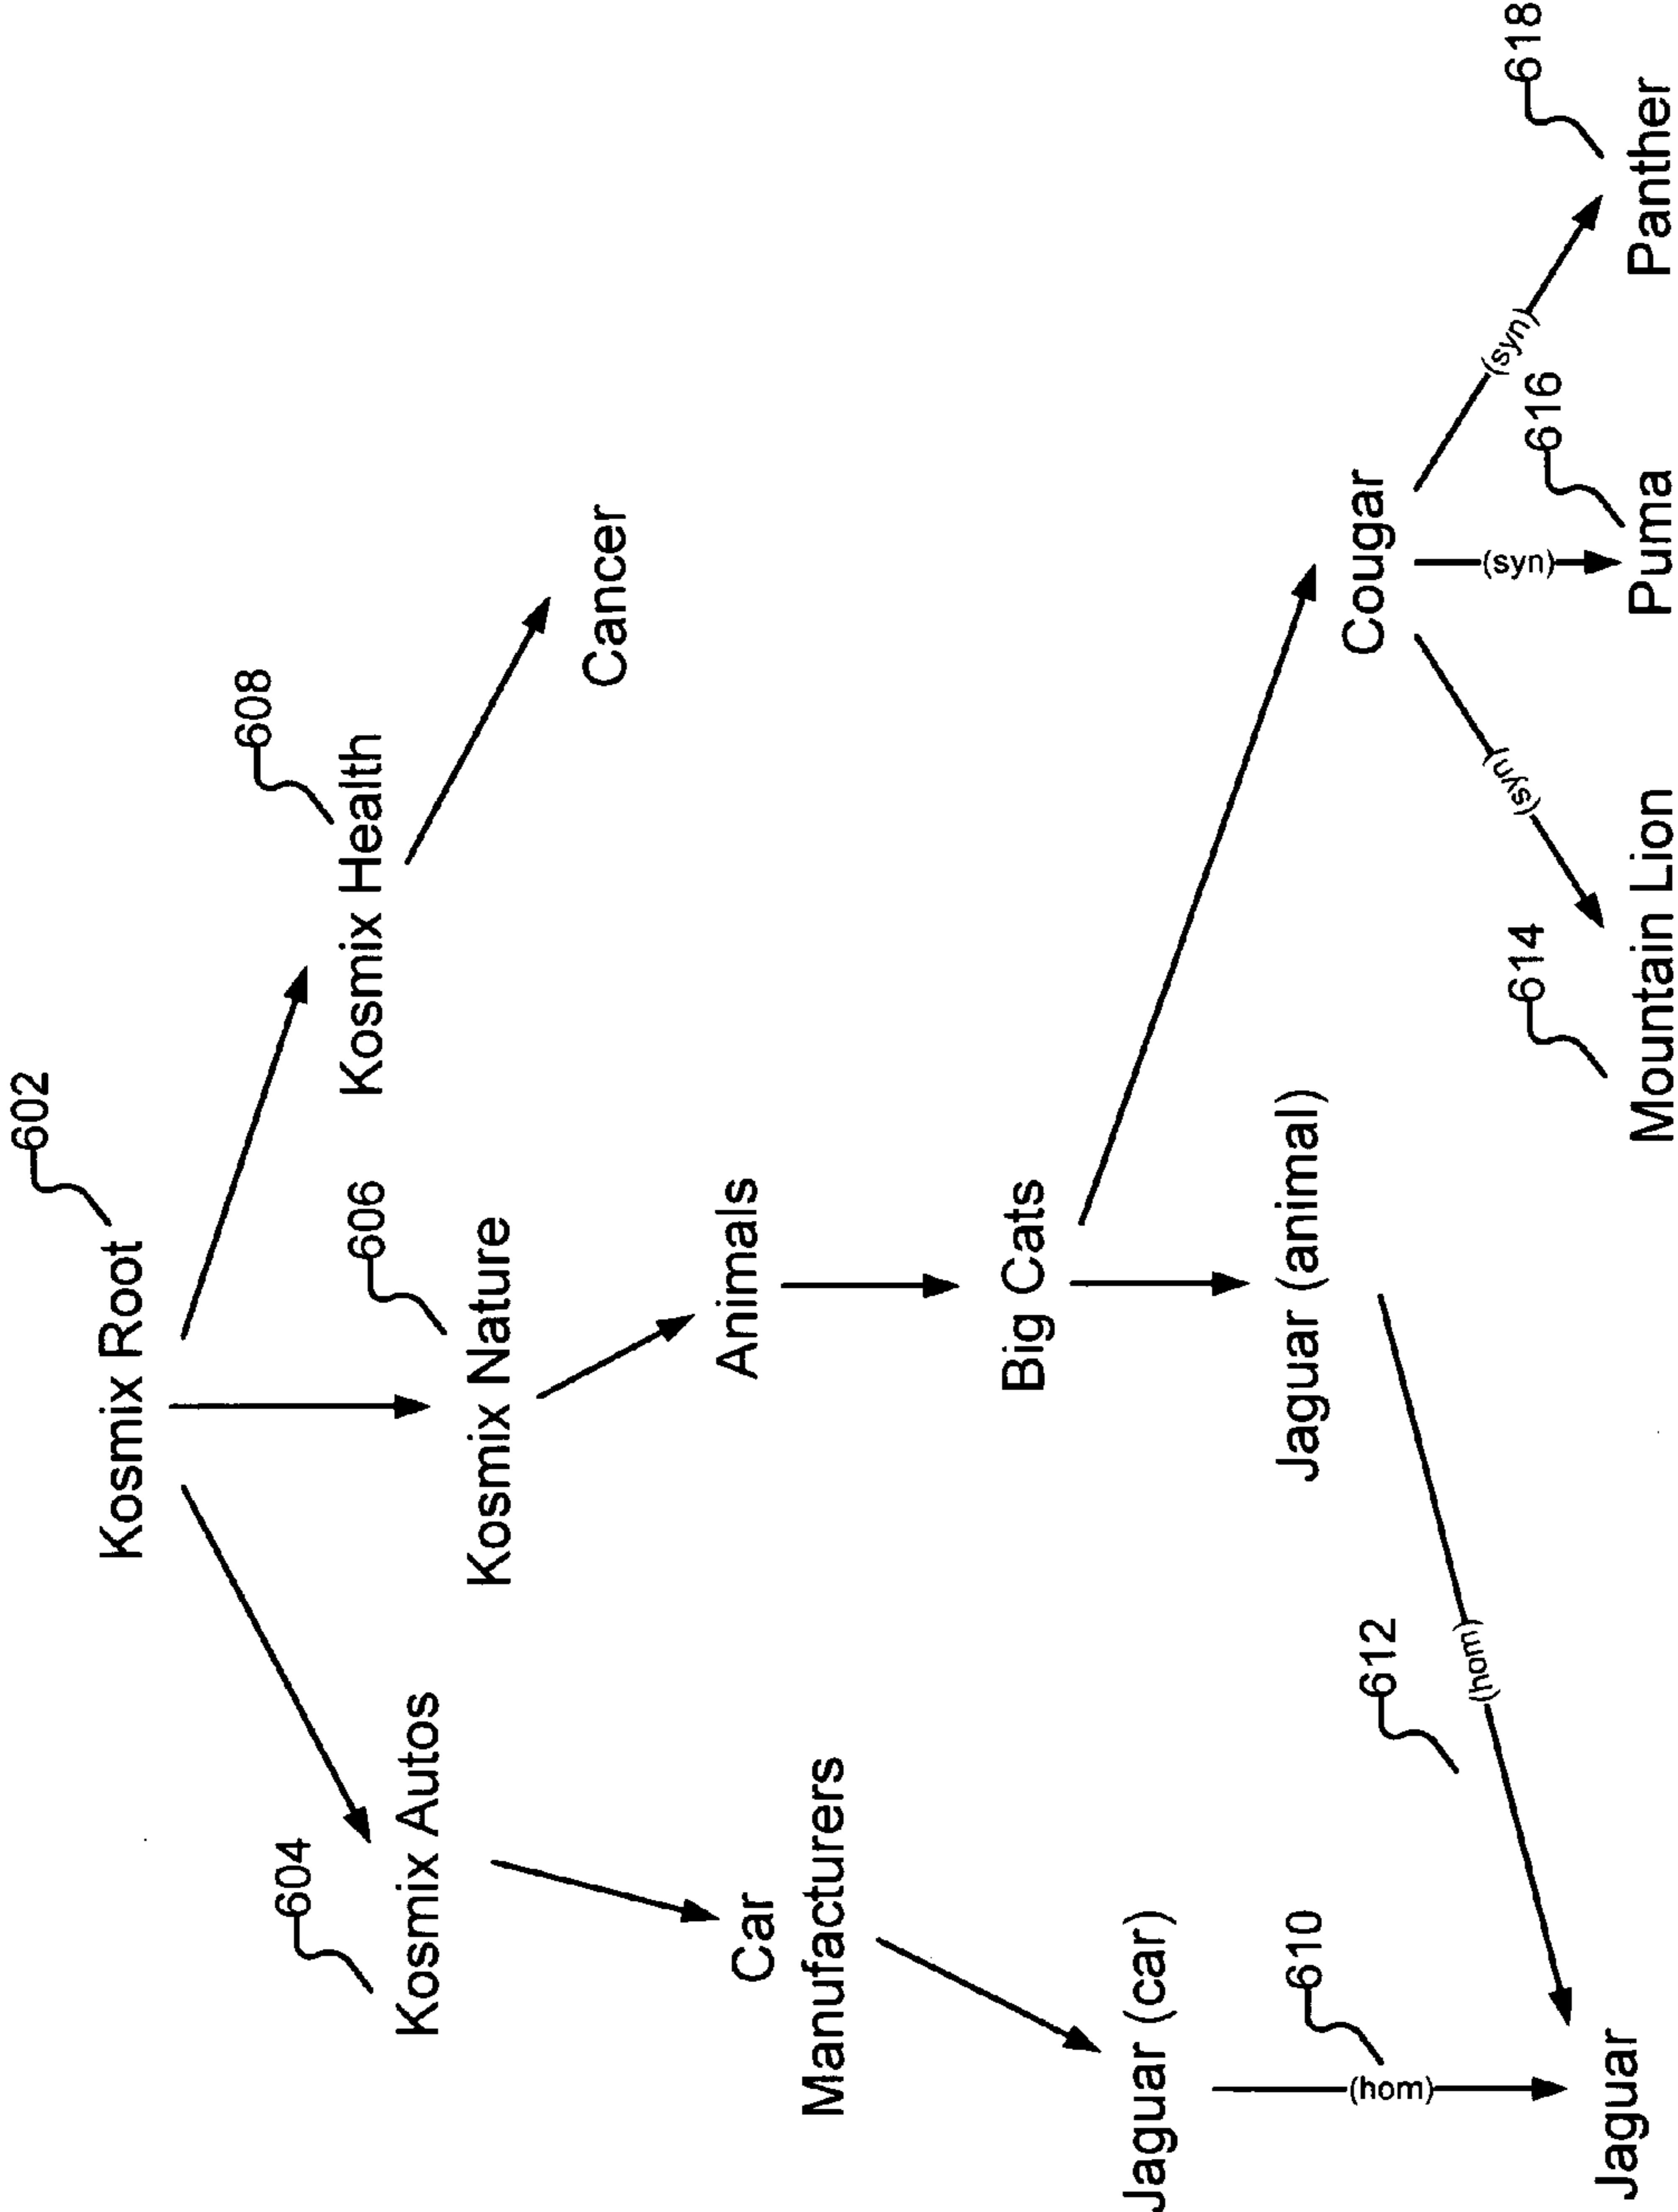 602
Kosmix Root
608
Kosmix Health
604
Kosmix Autos
606
Kosmix Nature
Cancer
Car
Manufacturers
Animals
Big Cats
Jaguar (car)
Jaguar (animal)
Cougar
610
(hom)
612
(hom)
(syn)
(syn)
(syn)
614
616
618
Jaguar
Mountain Lion
Puma
Panther